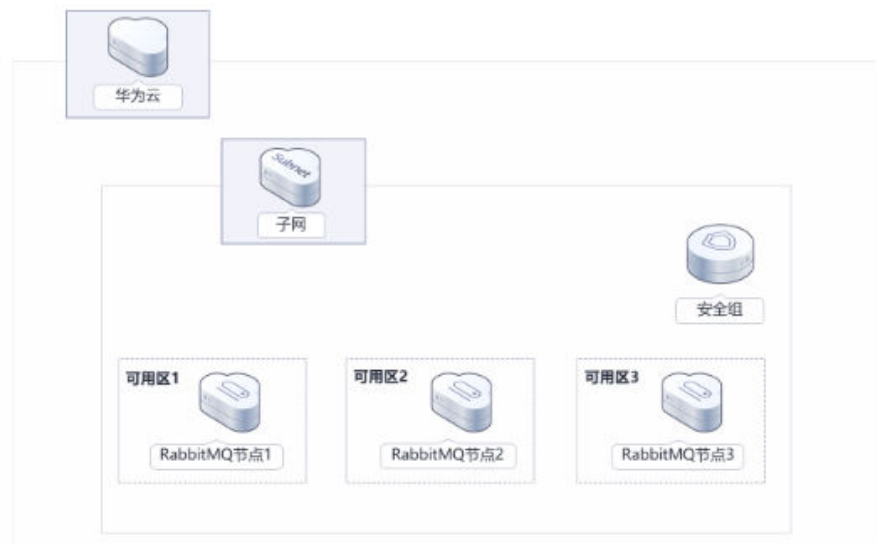 华为云
Subnet
子网
安全组
可用区1
可用区2
可用区3
RabbitMQ节点1
RabbitMQ节点2
RabbitMQ节点3